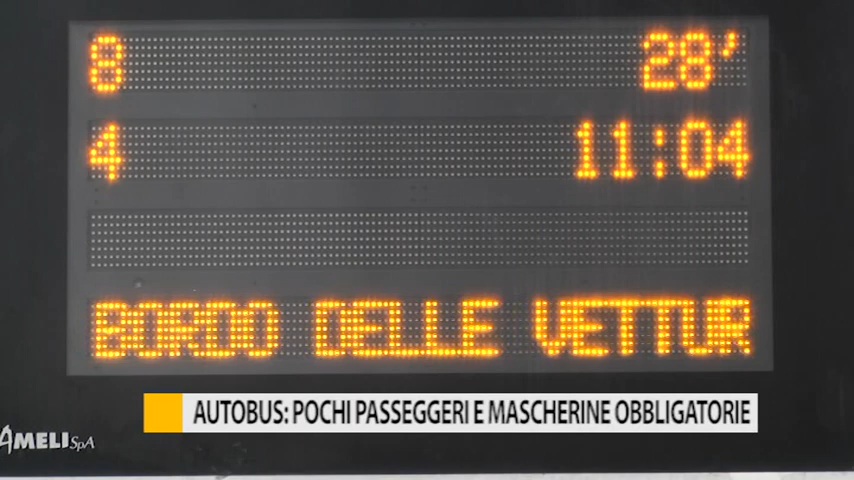 8 28'
4 11:04
BORDO DELLE VETTUR
AUTOBUS: POCHI PASSEGGERI E MASCHERINE OBBLIGATORIE
AMELI SpA